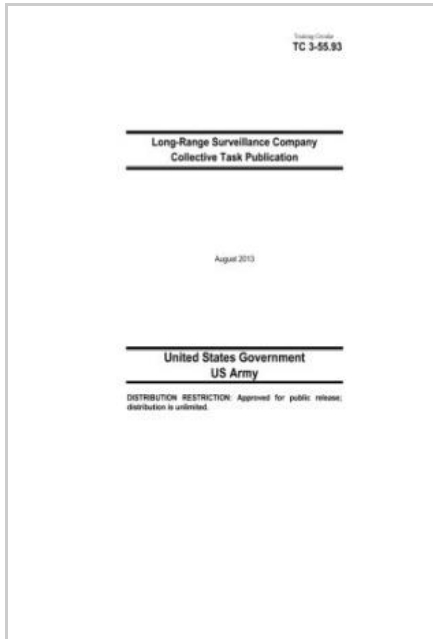 Training Circular
TC 3-55.93
Long-Range Surveillance Company
Collective Task Publication
August 2013
United States Government
US Army
DISTRIBUTION RESTRICTION: Approved for public release;
distribution is unlimited.